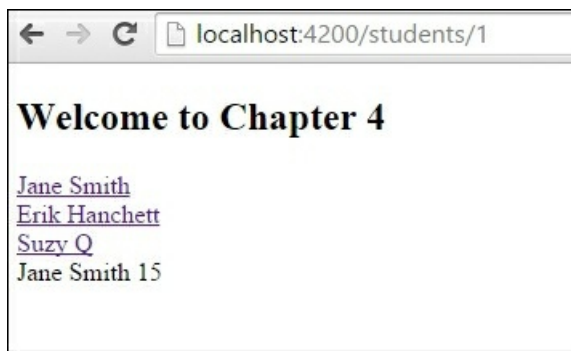 localhost:4200/students/1
Welcome to Chapter 4
Jane Smith
Erik Hanchett
Suzy Q
Jane Smith 15